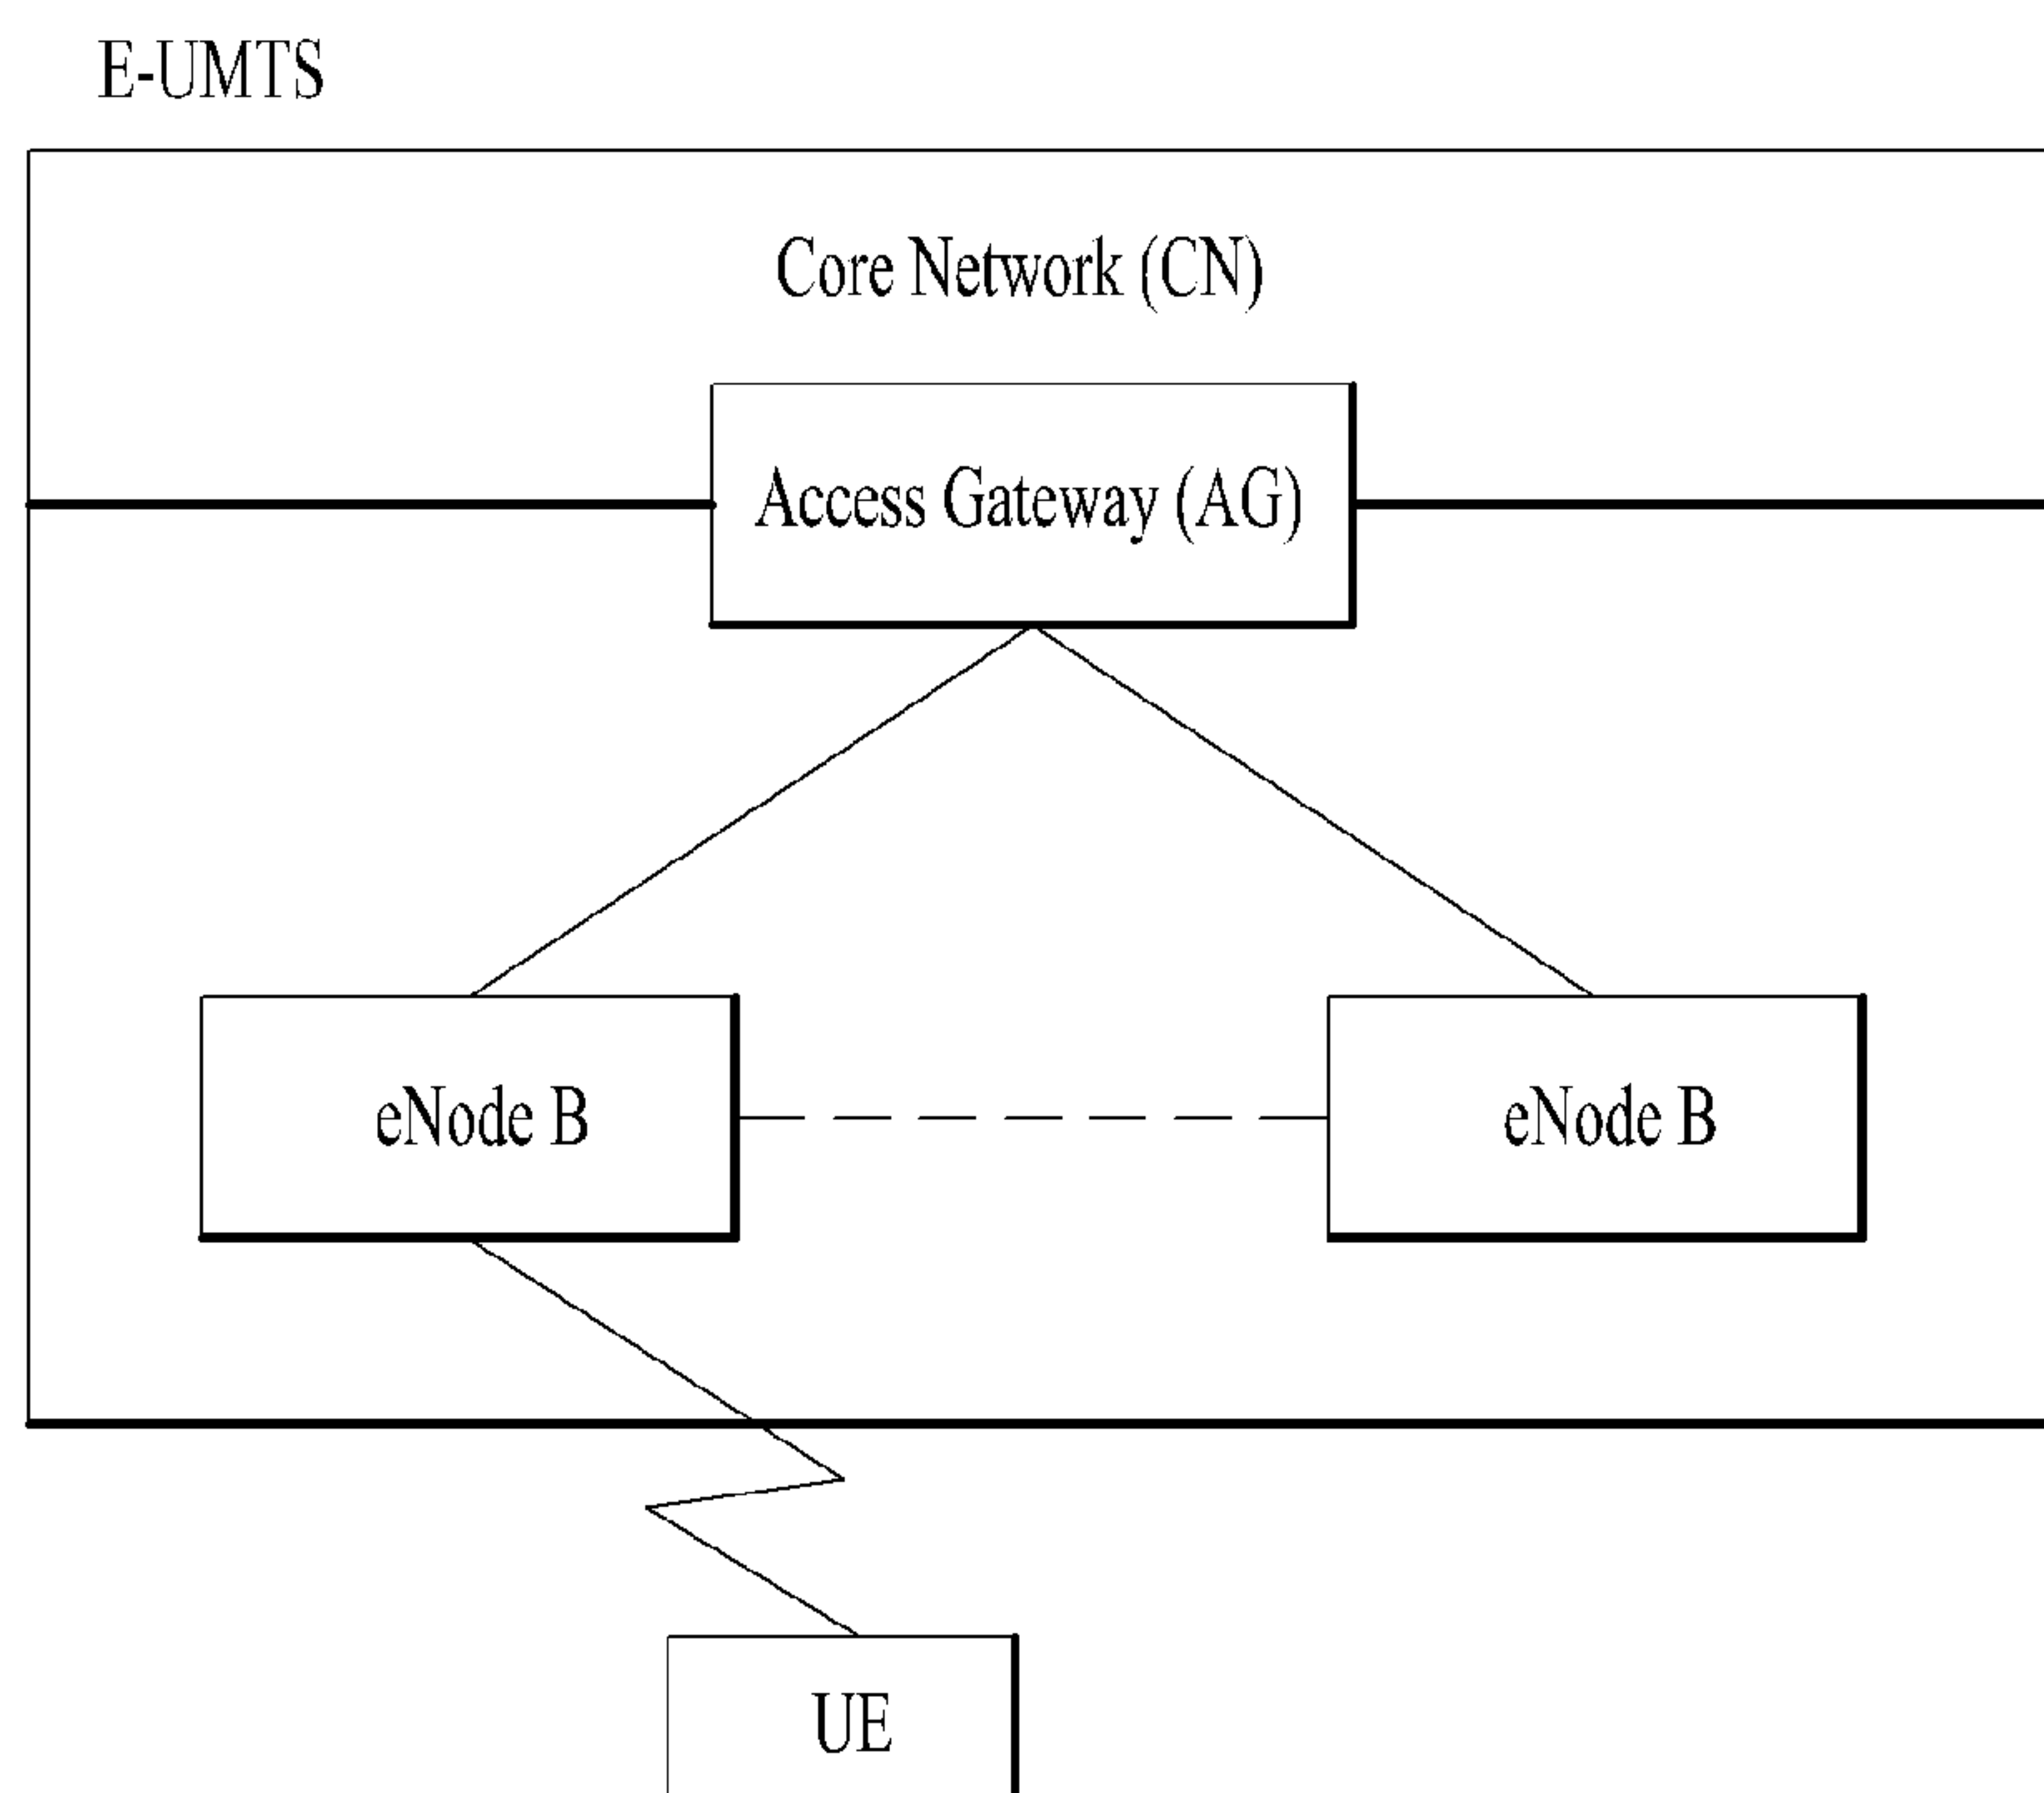 E-UMTS
Core Network (CN)
Access Gateway (AG)
eNode B
eNode B
UE